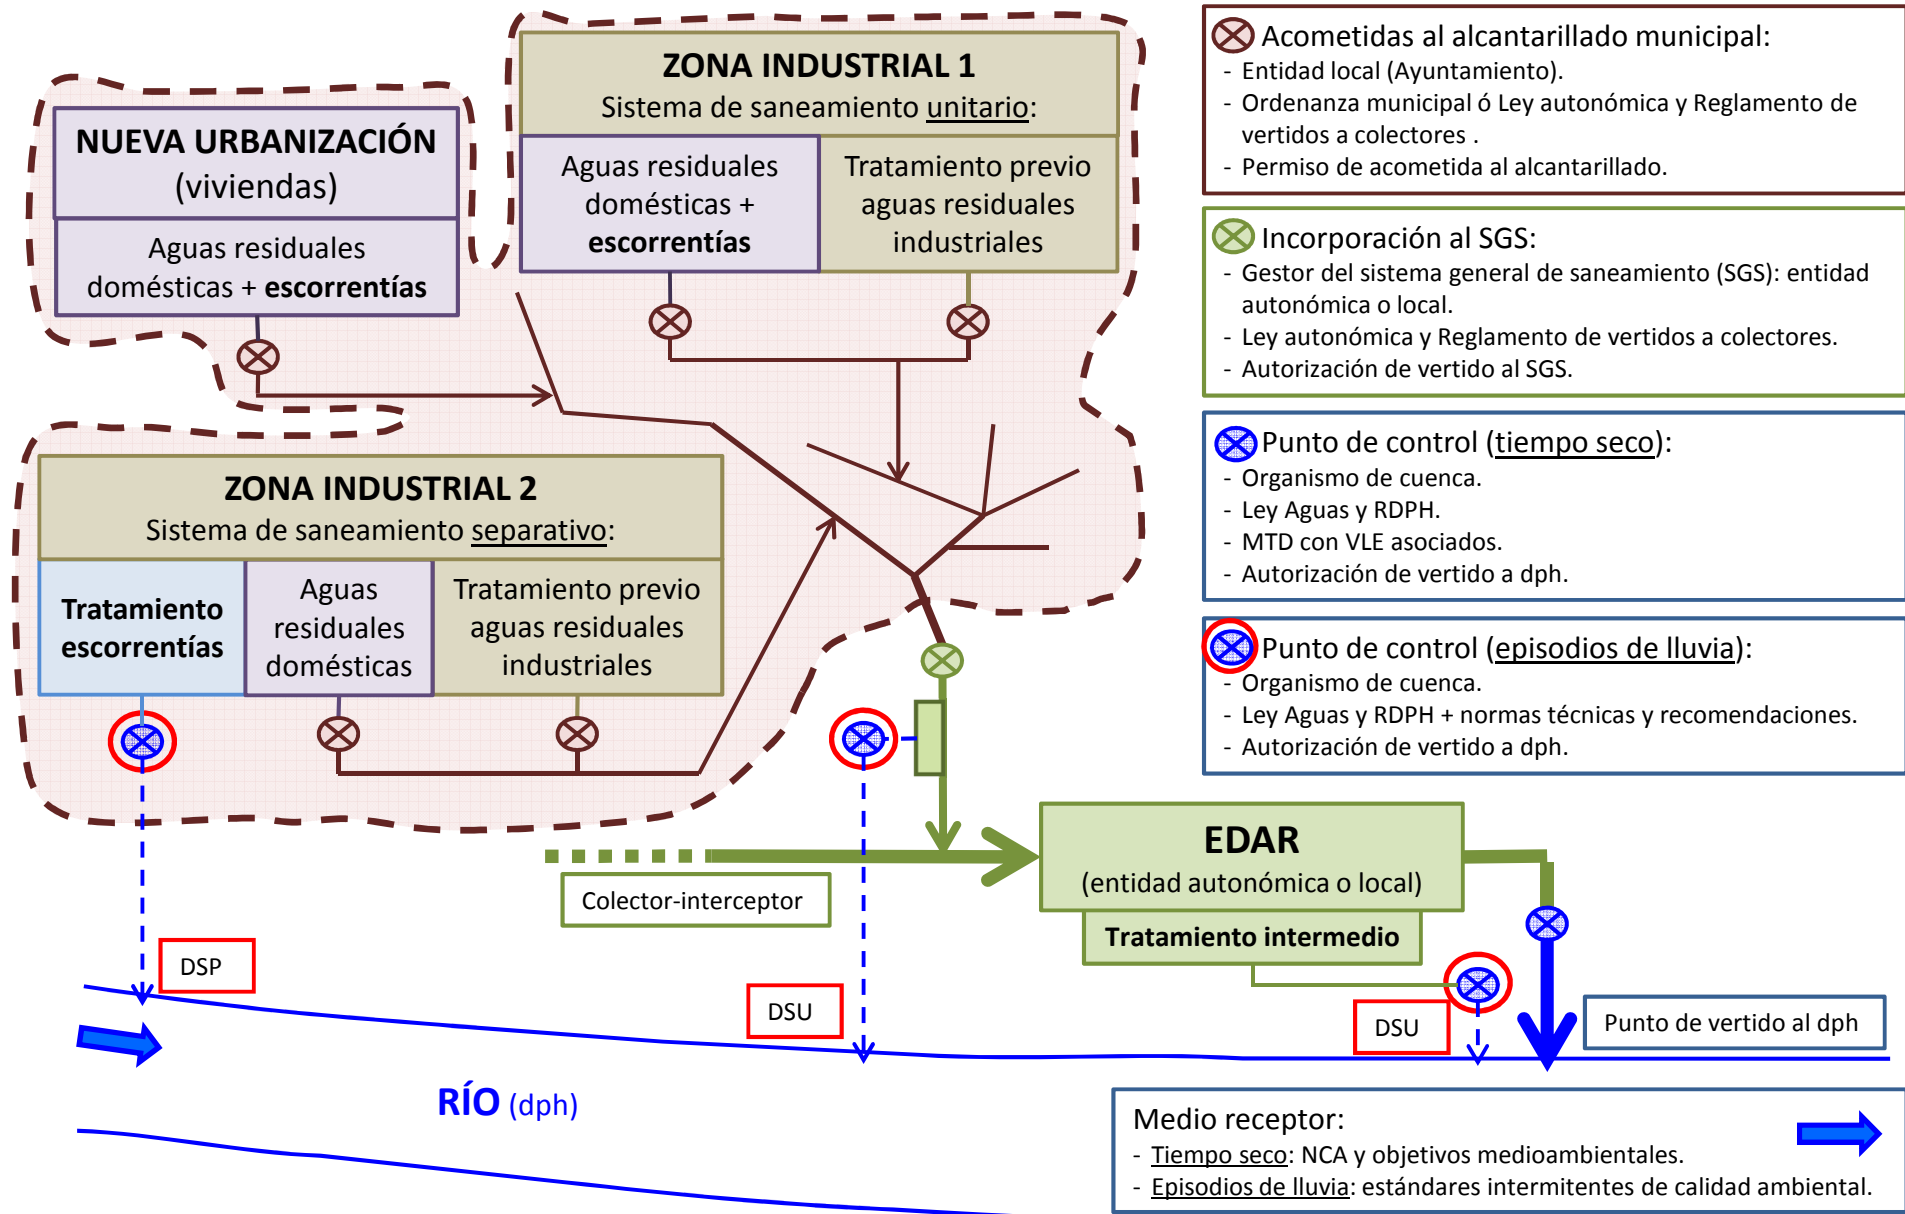 NUEVA URBANIZACIÓN
(viviendas)
Aguas residuales
domésticas + escorrentías
ZONA INDUSTRIAL 1
Sistema de saneamiento unitario:
Aguas residuales
domésticas +
escorrentías
Tratamiento previo
aguas residuales
industriales
ZONA INDUSTRIAL 2
Sistema de saneamiento separativo:
Tratamiento
escorrentías
Aguas
residuales
domésticas
Tratamiento previo
aguas residuales
industriales
Acometidas al alcantarillado municipal:
- Entidad local (Ayuntamiento).
- Ordenanza municipal ó Ley autonómica y Reglamento de
vertidos a colectores .
- Permiso de acometida al alcantarillado.
Incorporación al SGS:
- Gestor del sistema general de saneamiento (SGS): entidad
autonómica o local.
- Ley autonómica y Reglamento de vertidos a colectores.
- Autorización de vertido al SGS.
Punto de control (tiempo seco):
- Organismo de cuenca.
- Ley Aguas y RDPH.
- MTD con VLE asociados.
- Autorización de vertido a dph.
Punto de control (episodios de lluvia):
- Organismo de cuenca.
- Ley Aguas y RDPH + normas técnicas y recomendaciones.
- Autorización de vertido a dph.
EDAR
(entidad autonómica o local)
Tratamiento intermedio
Colector-interceptor
DSP
DSU
DSU
Punto de vertido al dph
RÍO (dph)
Medio receptor:
- Tiempo seco: NCA y objetivos medioambientales.
- Episodios de lluvia: estándares intermitentes de calidad ambiental.